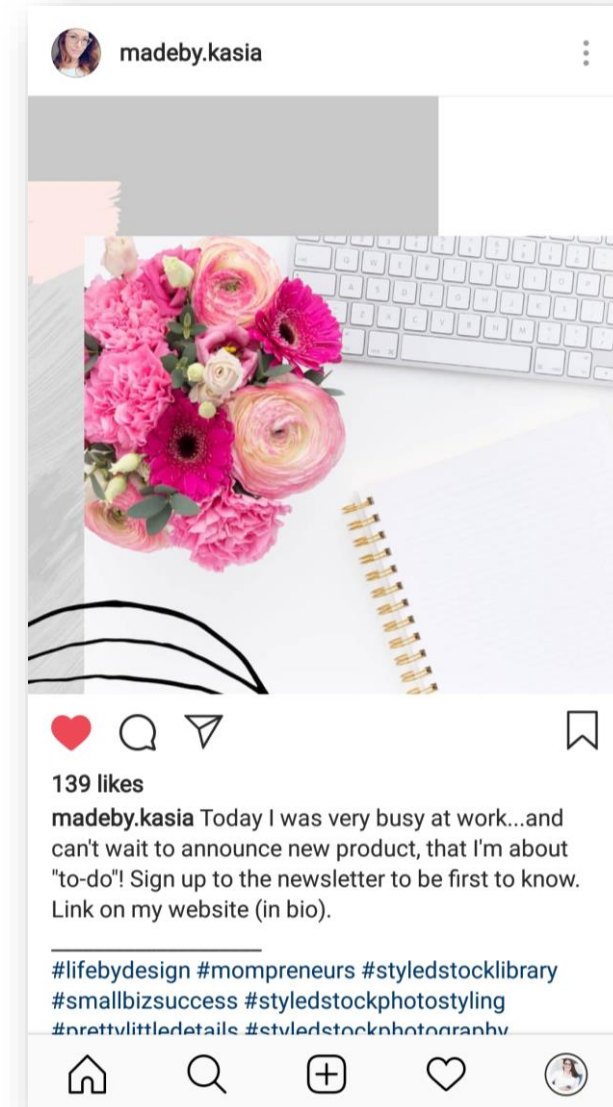 madeby.kasia
139 likes
madeby.kasia Today I was very busy at work...and
can't wait to announce new product, that I'm about
"to-do"! Sign up to the newsletter to be first to know.
Link on my website (in bio).
#lifebydesign #mompreneurs #styledstocklibrary
#smallbizsuccess #styledstockphotostyling
#prettylittledetails #styledstockphotography